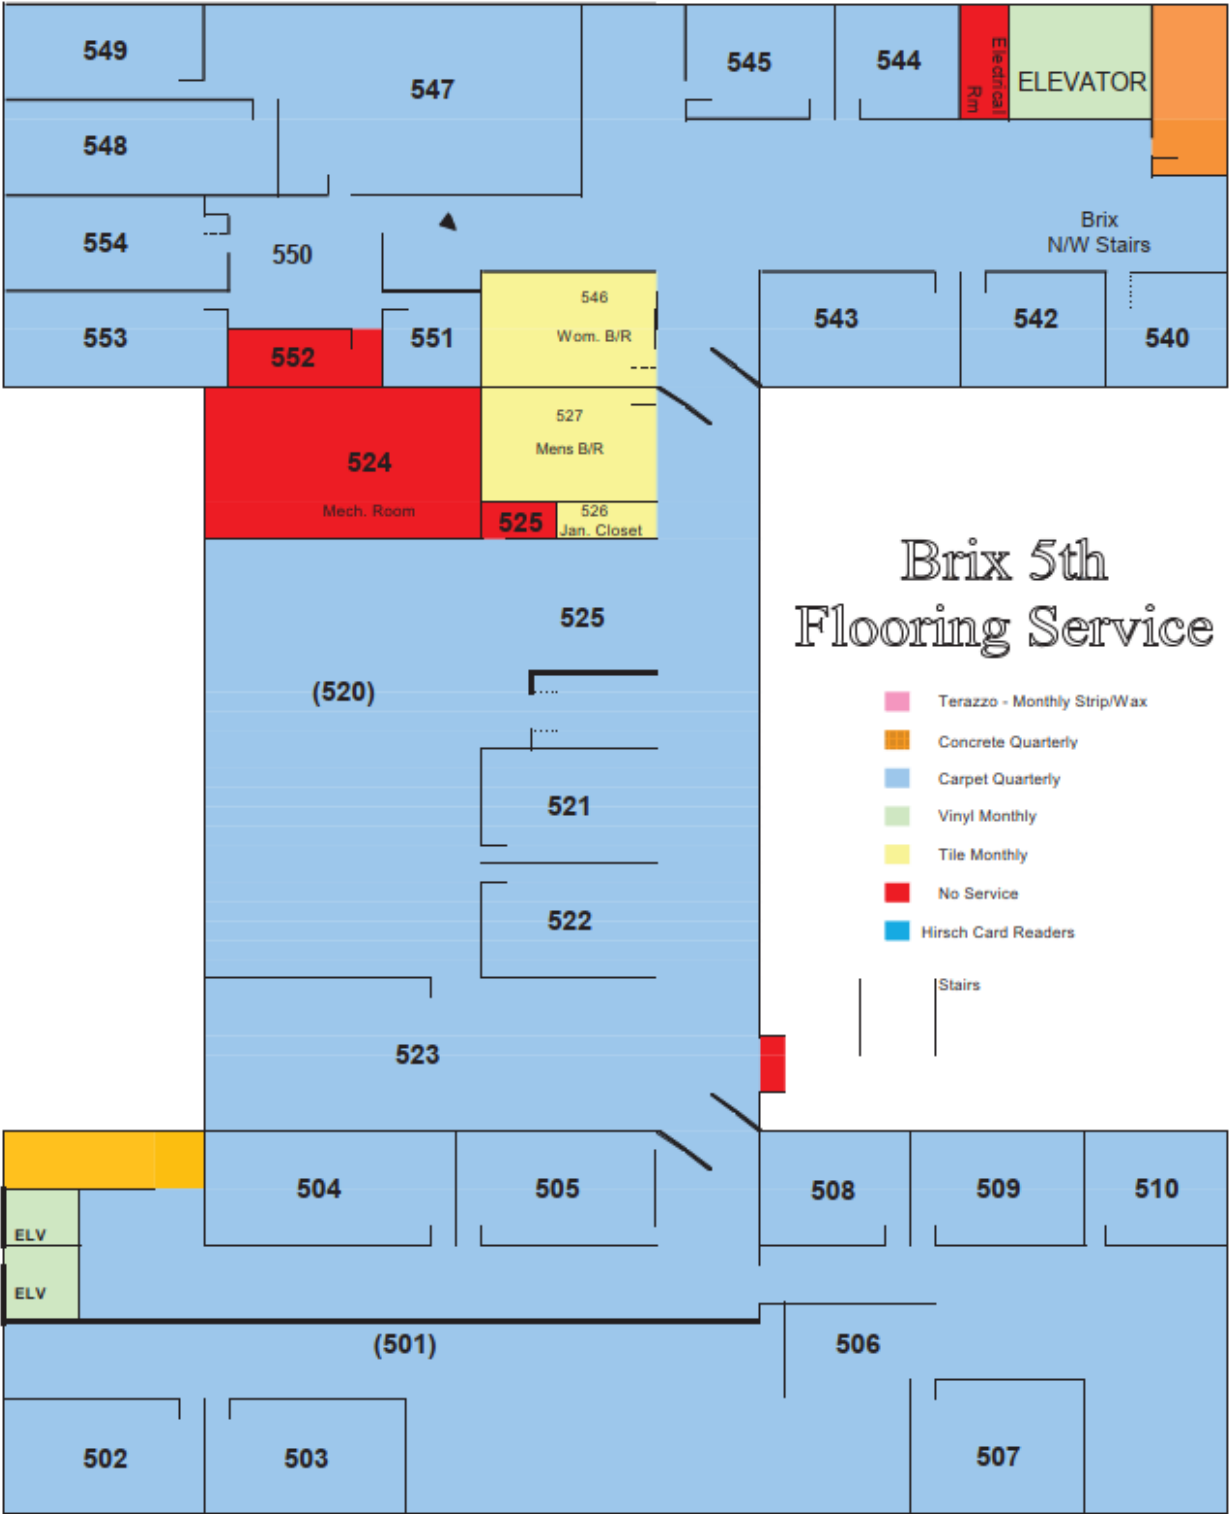 549
547
545
544
Electrical
Rm
ELEVATOR
548
554
550
Brix
N/W Stairs
546
Wom. B/R
553
552
551
543
542
540
527
Mens B/R
524
Mech. Room
525
526
Jan. Closet
Brix 5th
Flooring Service
525
(520)
Terazzo - Monthly Strip/Wax
Concrete Quarterly
Carpet Quarterly
Vinyl Monthly
Tile Monthly
No Service
Hirsch Card Readers
Stairs
521
522
523
504
505
508
509
510
ELV
ELV
(501)
506
502
503
507